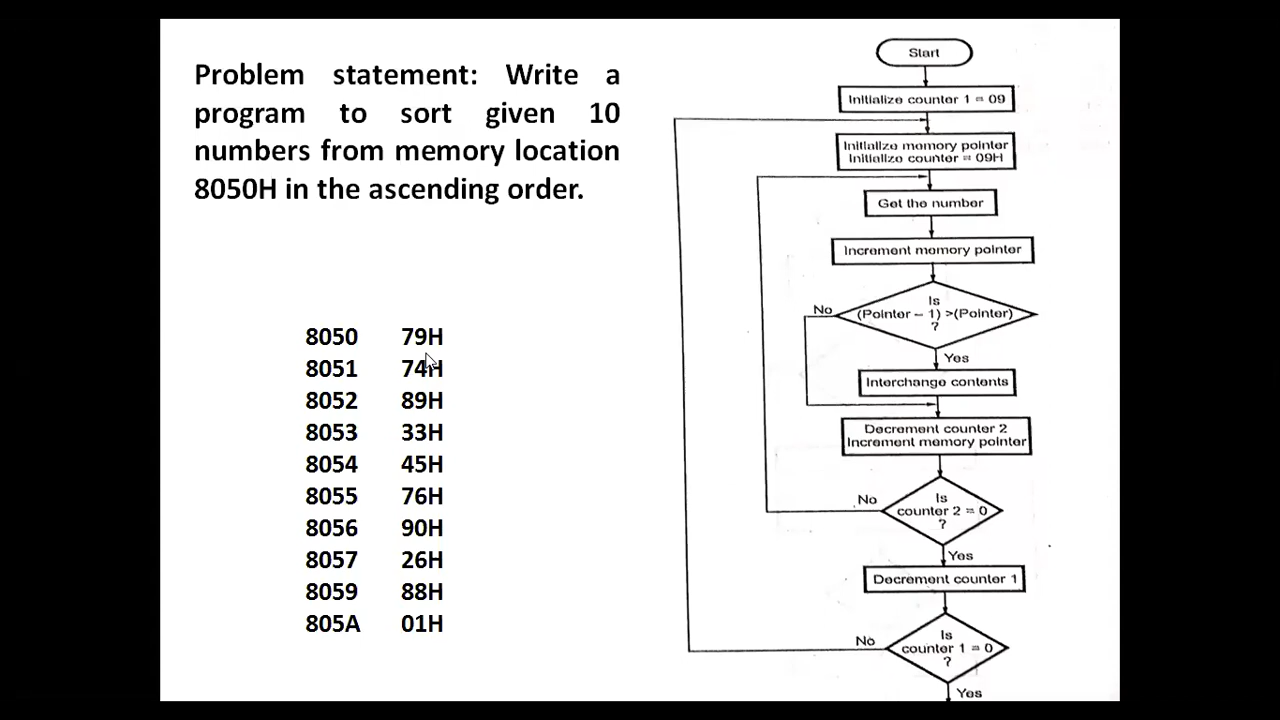 Problem statement: Write a
program to sort given 10
numbers from memory location
8050H in the ascending order.
8050 79H
8051 74H
8052 89H
8053 33H
8054 45H
8055 76H
8056 90H
8057 26H
8059 88H
805A 01H
Start
Initialize counter 1 = 09
Initialize memory pointer
Initialize counter = 09H
Get the number
Increment memory pointer
Is
(Pointer – 1) >(Pointer)
?
No
Yes
Interchange contents
Decrement counter 2
Increment memory pointer
Is
counter 2 = 0
?
No
Yes
Decrement counter 1
Is
counter 1 = 0
?
No
Yes